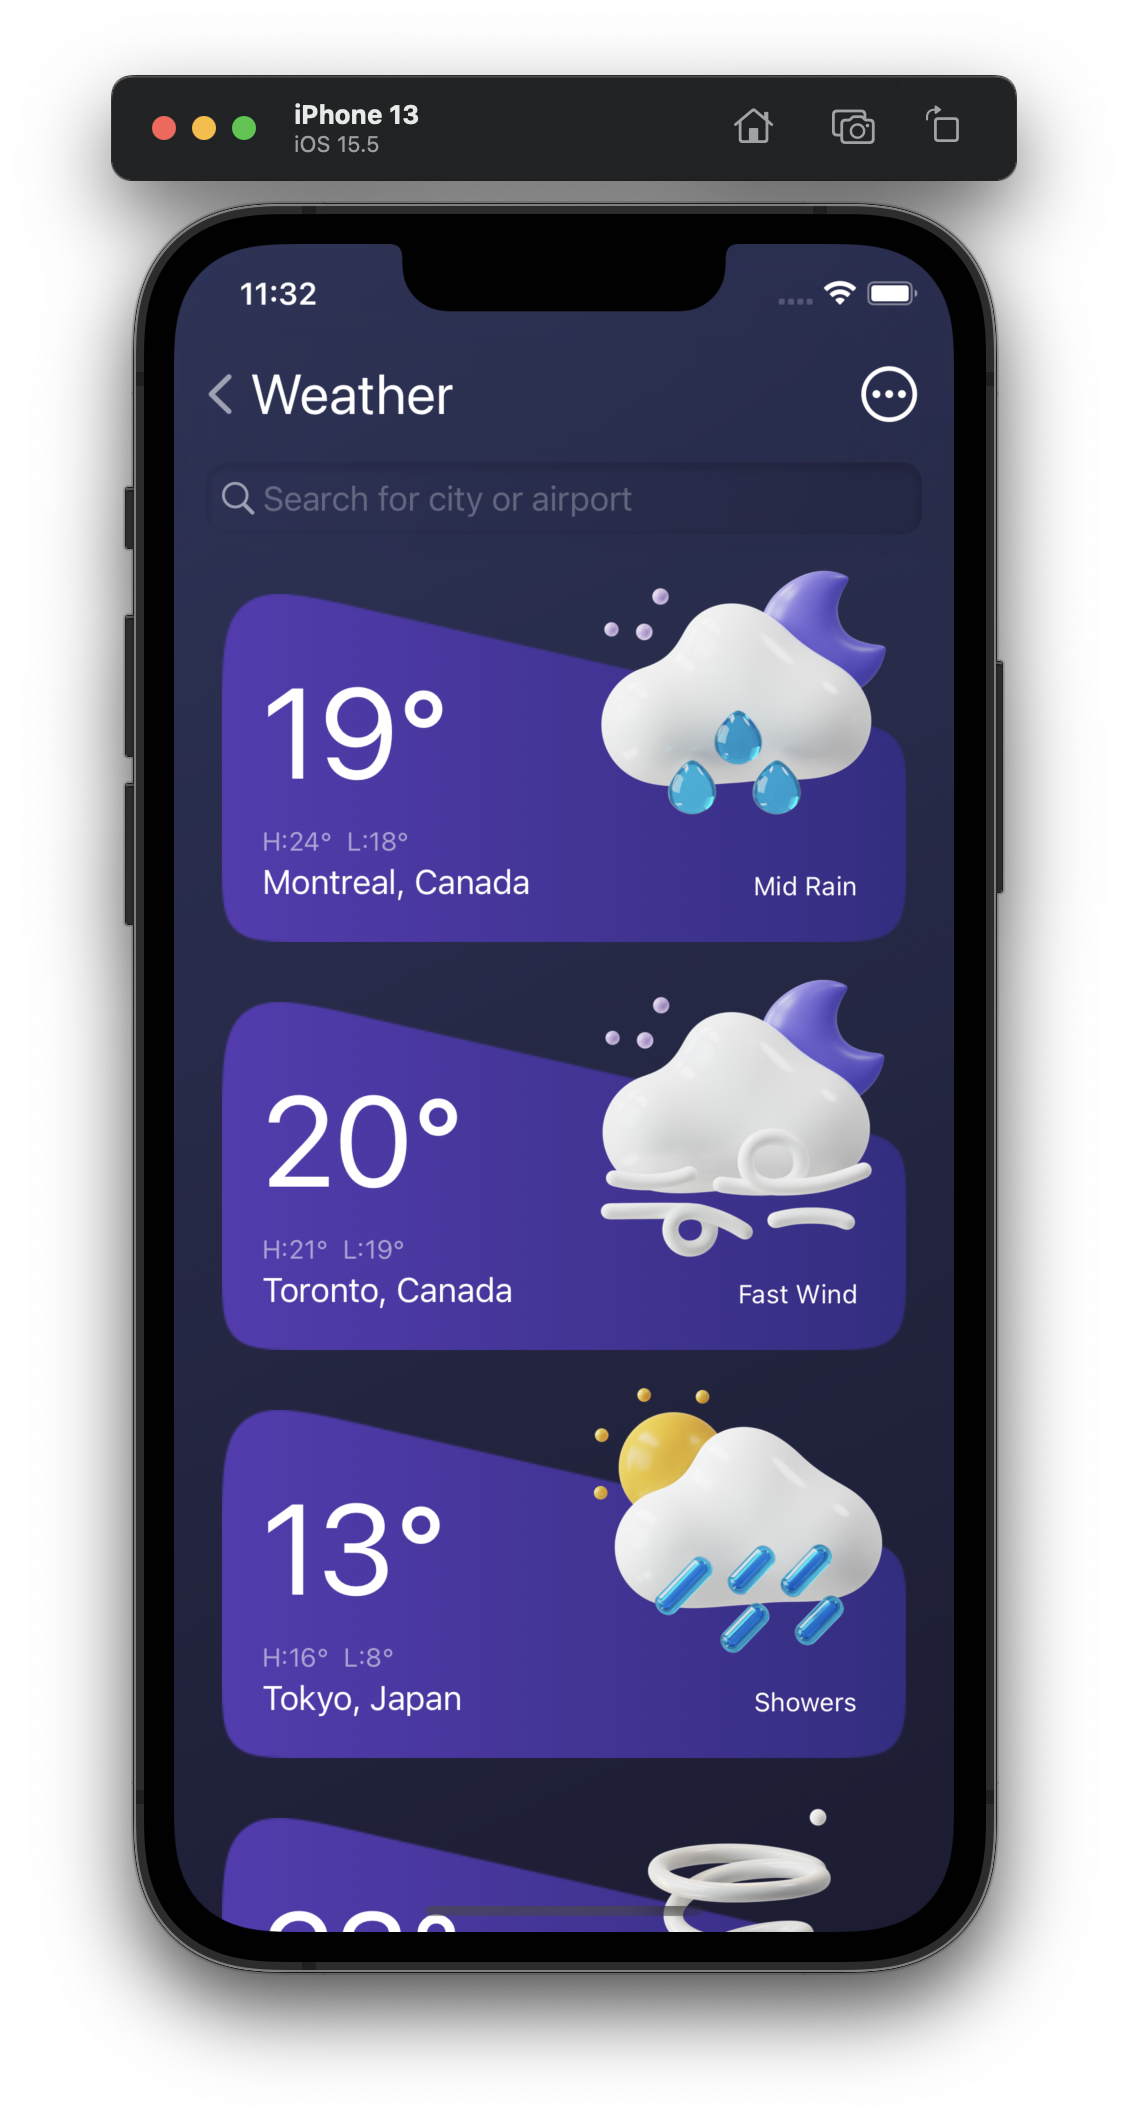 iPhone 13
iOS 15.5
11:32
Weather
Search for city or airport
19°
H:24° L:18°
Montreal, Canada
Mid Rain
20°
H:21° L:19°
Toronto, Canada
Fast Wind
13°
H:16° L:8°
Tokyo, Japan
Showers